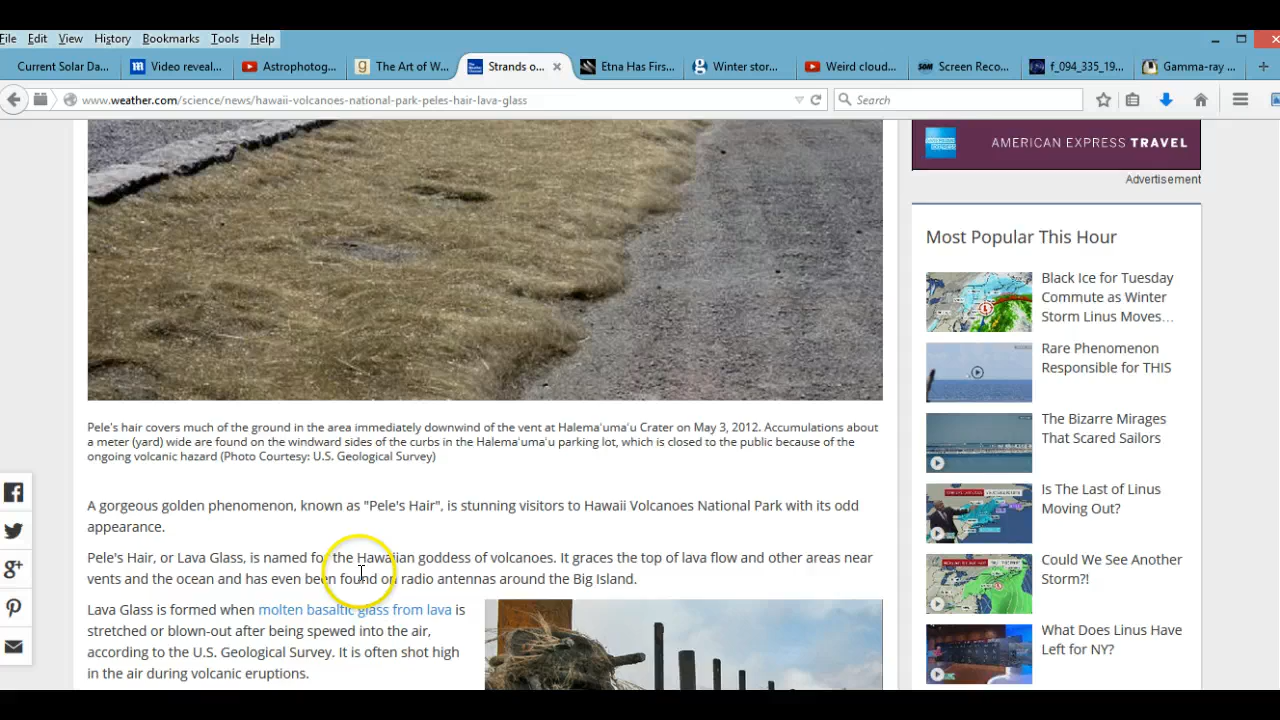 File Edit View History Bookmarks Tools Help
Current Solar Da... Video reveal... Astrophotog... The Art of W... Strands o... Etna Has Firs... Winter stor... Weird cloud... Screen Reco... f_094_335_19... Gamma-ray ...
www.weather.com/science/news/hawaii-volcanoes-national-park-peles-hair-lava-glass Search
AMERICAN EXPRESS TRAVEL
Advertisement
Most Popular This Hour
Black Ice for Tuesday
Commute as Winter
Storm Linus Moves...
Rare Phenomenon
Responsible for THIS
The Bizarre Mirages
That Scared Sailors
Is The Last of Linus
Moving Out?
Could We See Another
Storm?!
What Does Linus Have
Left for NY?
Pele's hair covers much of the ground in the area immediately downwind of the vent at Halema'uma'u Crater on May 3, 2012. Accumulations about
a meter (yard) wide are found on the windward sides of the curbs in the Halema'uma'u parking lot, which is closed to the public because of the
ongoing volcanic hazard (Photo Courtesy: U.S. Geological Survey)
A gorgeous golden phenomenon, known as "Pele's Hair", is stunning visitors to Hawaii Volcanoes National Park with its odd
appearance.
Pele's Hair, or Lava Glass, is named for the Hawaiian goddess of volcanoes. It graces the top of lava flow and other areas near
vents and the ocean and has even been found on radio antennas around the Big Island.
Lava Glass is formed when molten basaltic glass from lava is
stretched or blown-out after being spewed into the air,
according to the U.S. Geological Survey. It is often shot high
in the air during volcanic eruptions.